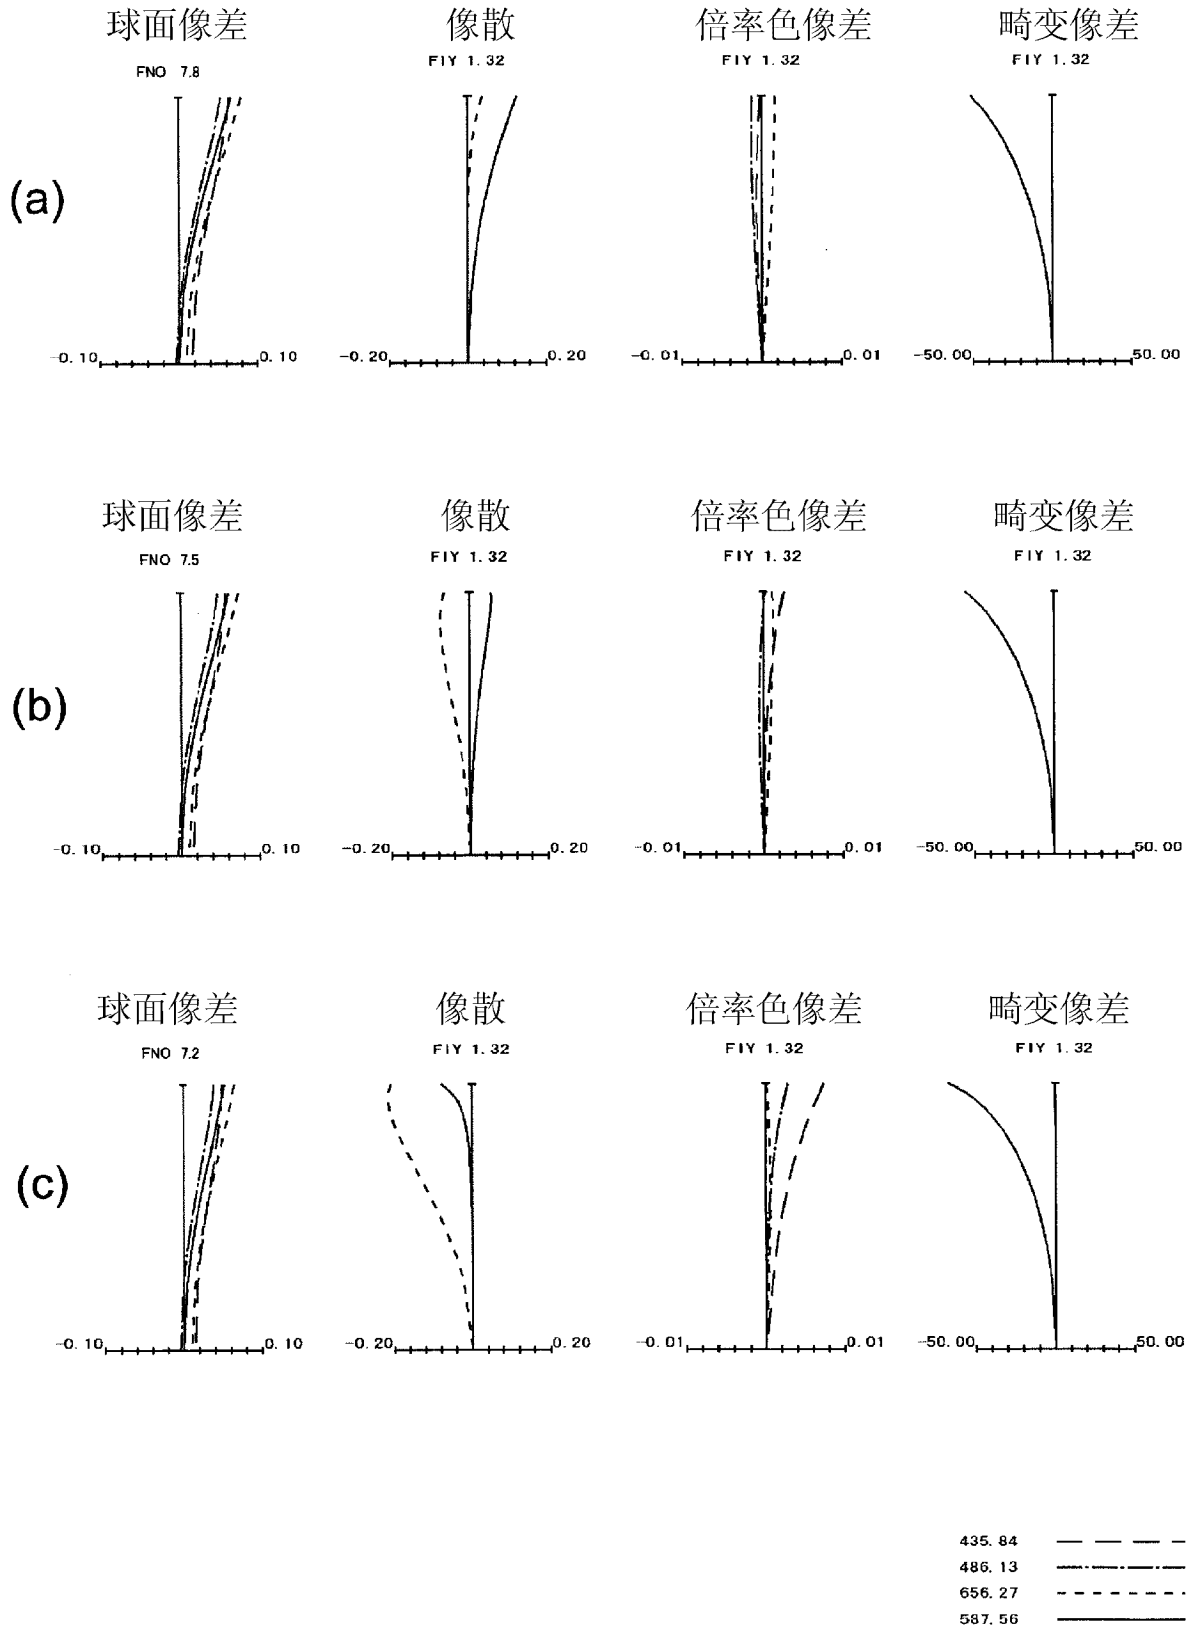 球面像差 像散 倍率色像差 畸变像差
FNO 7.8 FIY 1.32 FIY 1.32 FIY 1.32
(a)
-0.10 0.10 -0.20 0.20 -0.01 0.01 -50.00 50.00
球面像差 像散 倍率色像差 畸变像差
FNO 7.5 FIY 1.32 FIY 1.32 FIY 1.32
(b)
-0.10 0.10 -0.20 0.20 -0.01 0.01 -50.00 50.00
球面像差 像散 倍率色像差 畸变像差
FNO 7.2 FIY 1.32 FIY 1.32 FIY 1.32
(c)
-0.10 0.10 -0.20 0.20 -0.01 0.01 -50.00 50.00
435.84
486.13
656.27
587.56